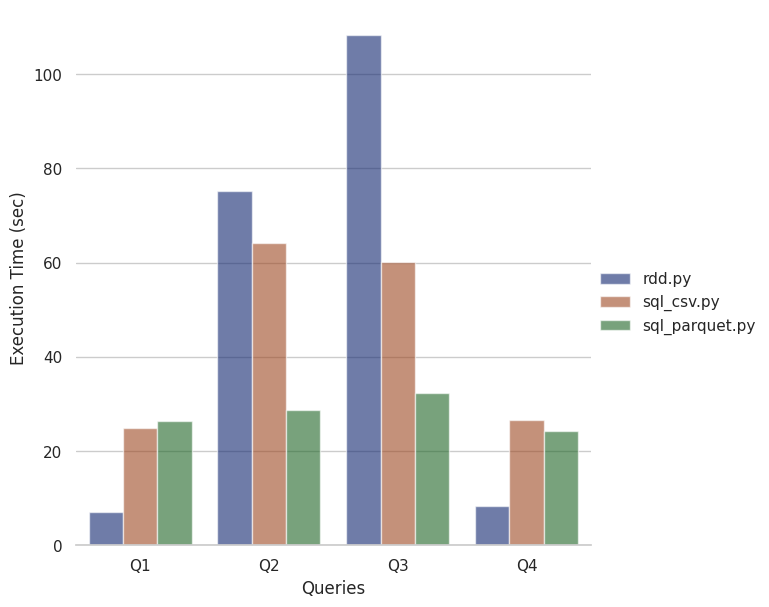 100
80
60
40
20
0
Execution Time (sec)
Q1 Q2 Q3 Q4
Queries
rdd.py
sql_csv.py
sql_parquet.py